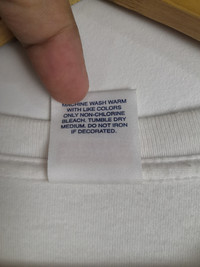 MACHINE WASH WARM
WITH LIKE COLORS
ONLY NON-CHLORINE
BLEACH. TUMBLE DRY
MEDIUM. DO NOT IRON
IF DECORATED.